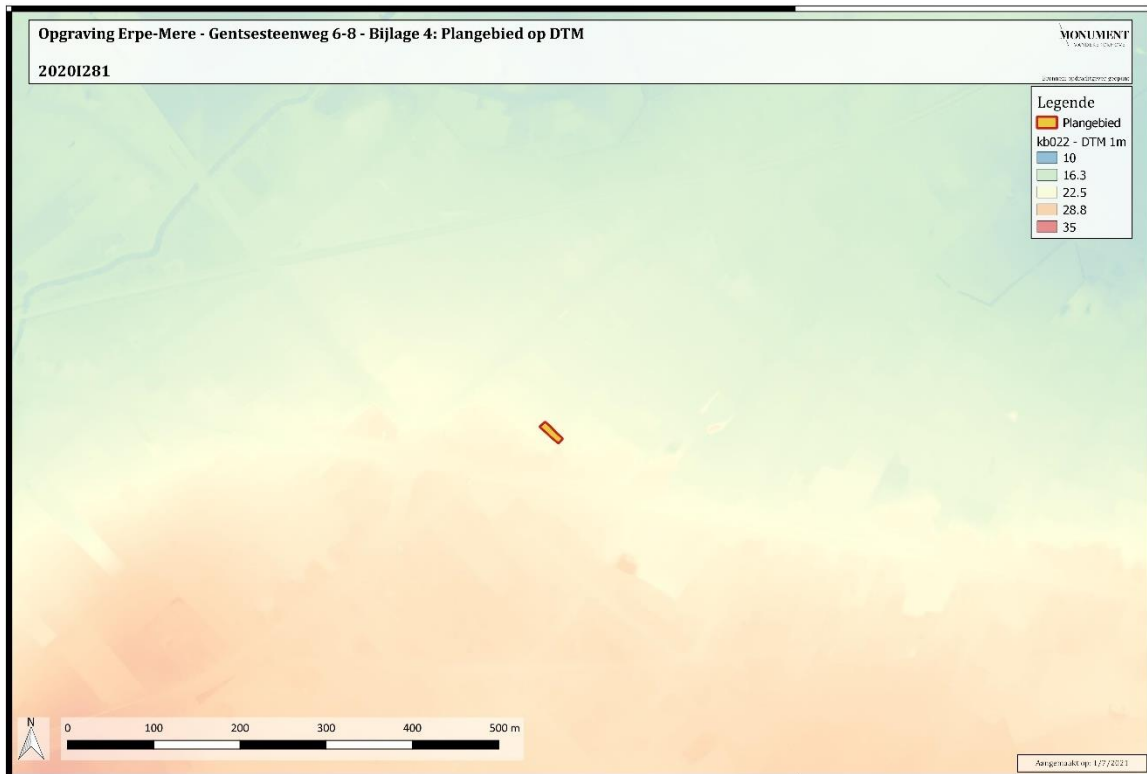 Opgraving Erpe-Mere - Gentsesteenweg 6-8 - Bijlage 4: Plangebied op DTM
2020I281
MONUMENT
Legende
Plangebied
kb022 - DTM 1m
10
16.3
22.5
28.8
35
N
0 100 200 300 400 500 m
Aangemaakt op: 1/7/2021